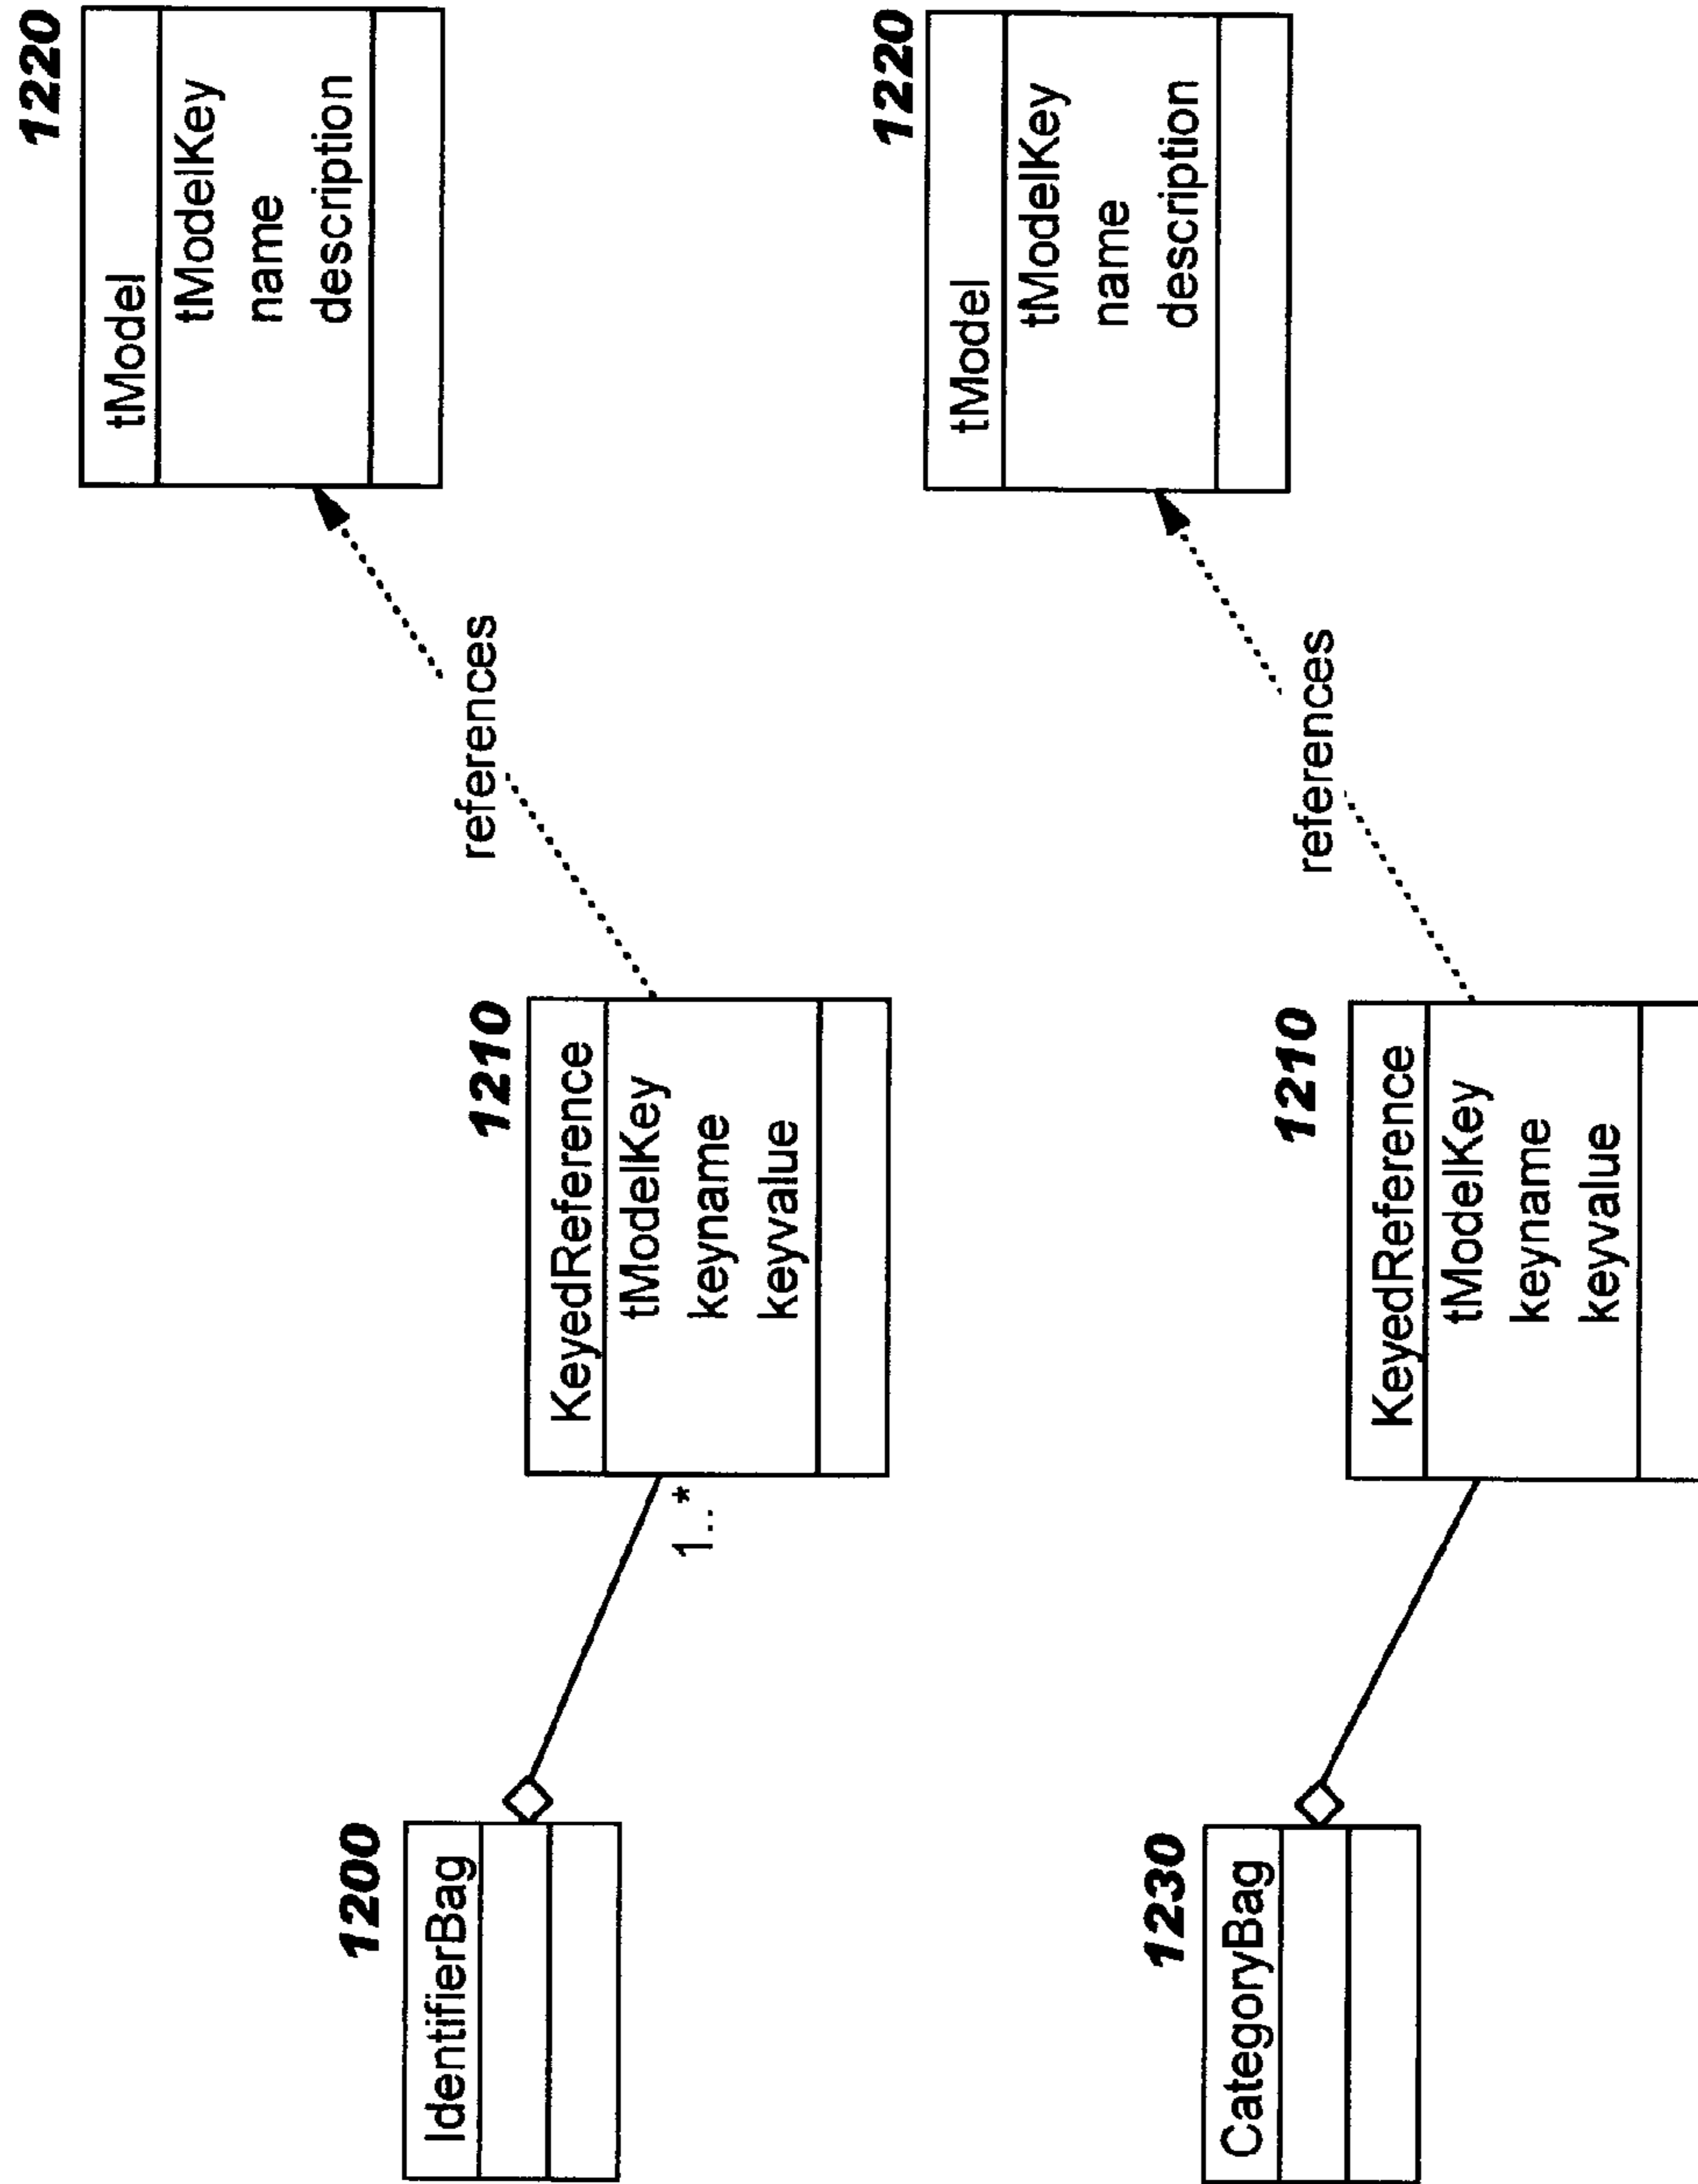 1200
IdentifierBag
1210
KeyedReference
tModelKey
keyname
keyvalue
1..*
references
1220
tModel
tModelKey
name
description
1230
CategoryBag
1210
KeyedReference
tModelKey
keyname
keyvalue
references
1220
tModel
tModelKey
name
description